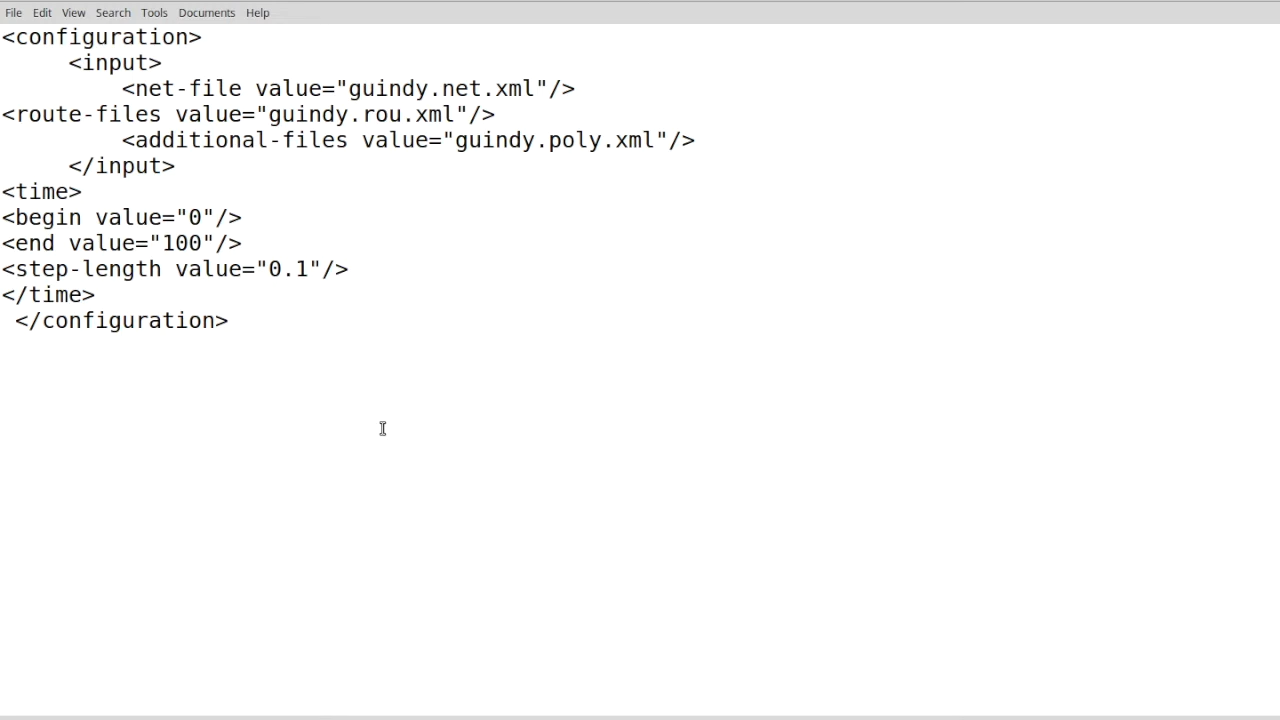 File Edit View Search Tools Documents Help
<configuration>
<input>
<net-file value="guindy.net.xml"/>
<route-files value="guindy.rou.xml"/>
<additional-files value="guindy.poly.xml"/>
</input>
<time>
<begin value="0"/>
<end value="100"/>
<step-length value="0.1"/>
</time>
</configuration>